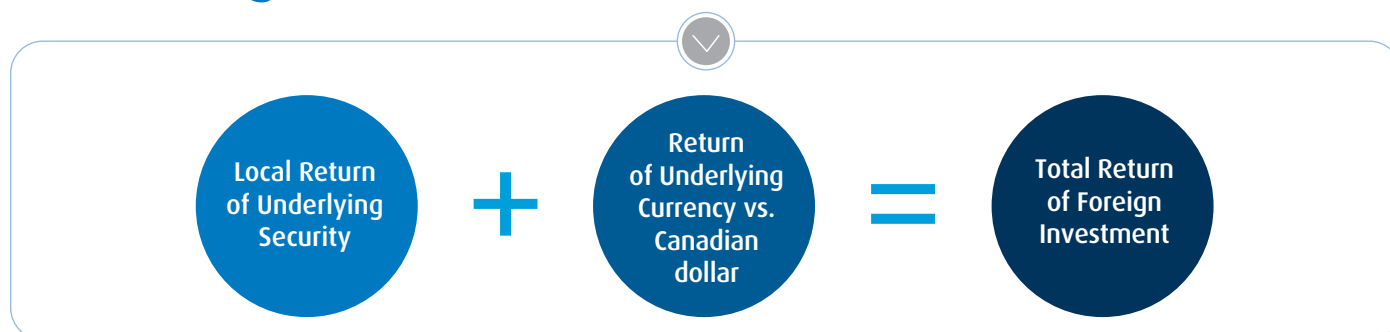 Local Return
of Underlying
Security
+
Return
of Underlying
Currency vs.
Canadian
dollar
=
Total Return
of Foreign
Investment